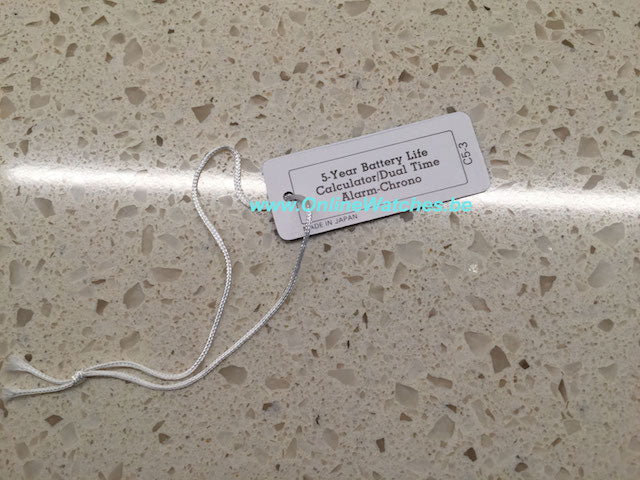 5-Year Battery Life
Calculator/Dual Time
Alarm-Chrono
C5-3
www.OnlineWatches.be
MADE IN JAPAN